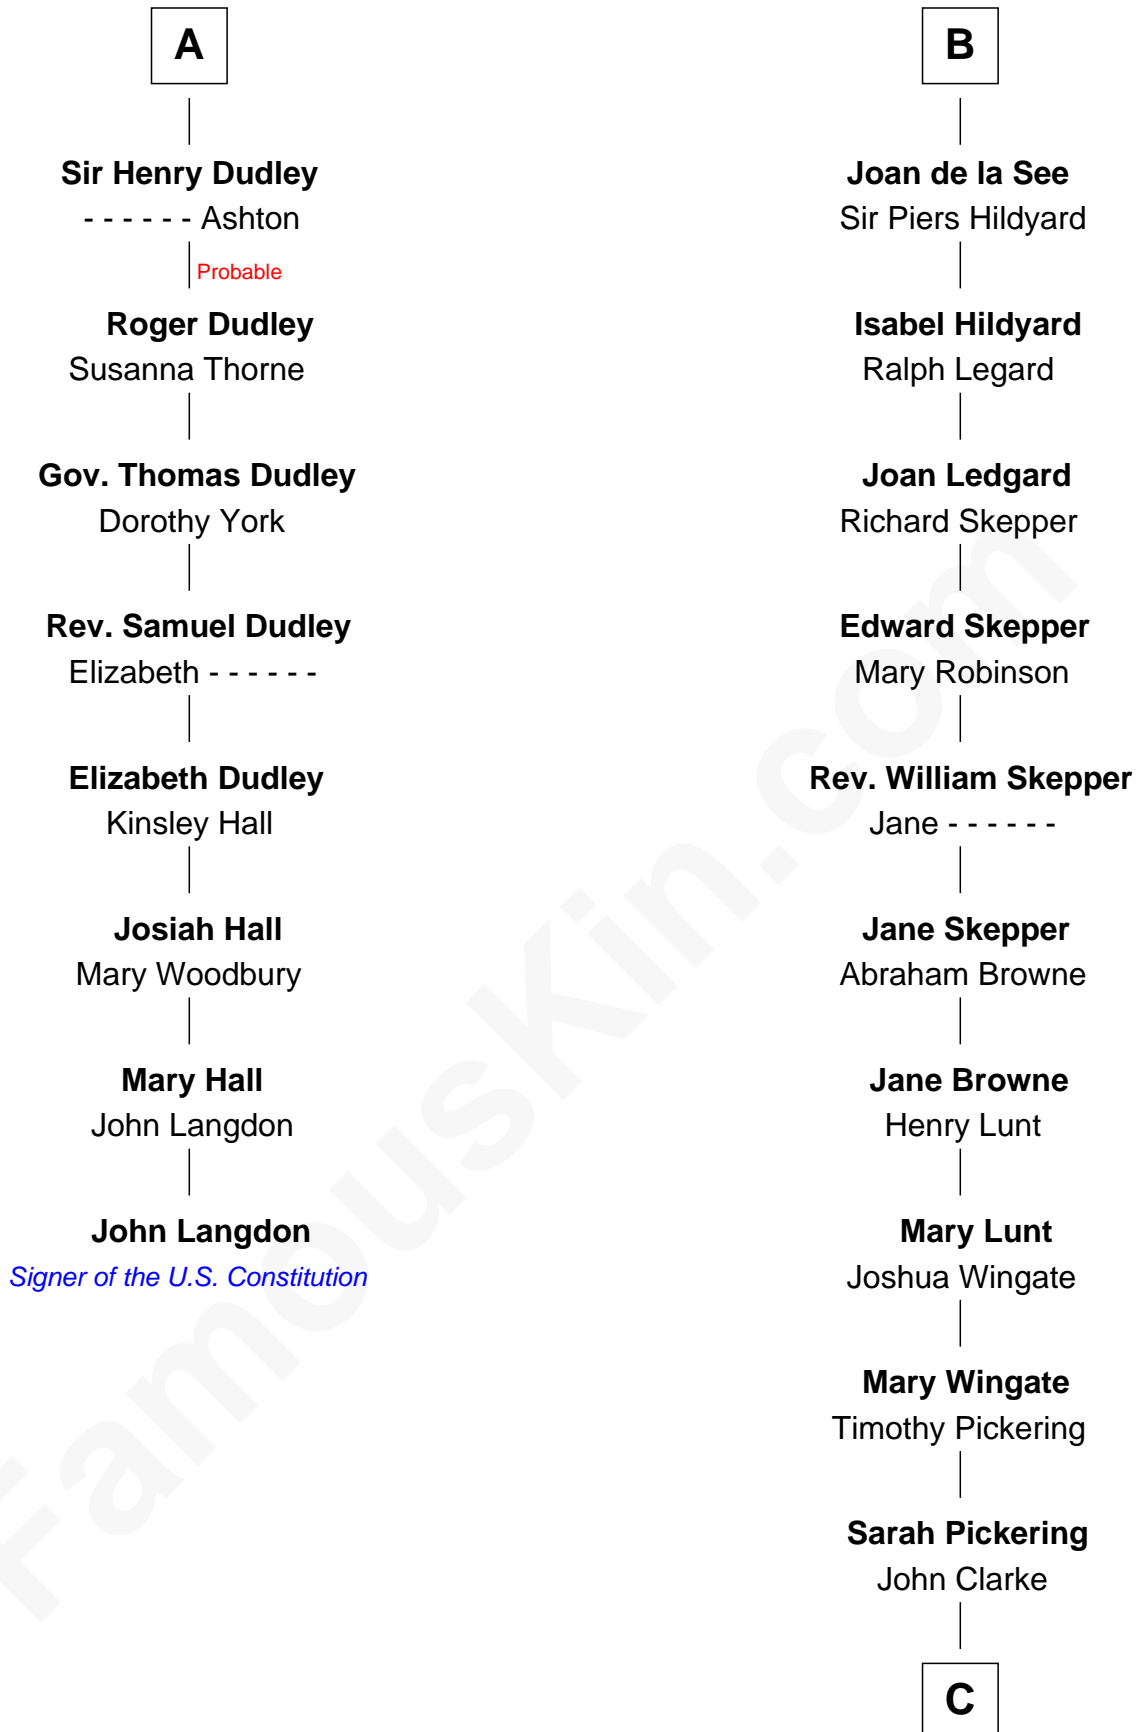 A
Sir Henry Dudley
- - - - - - Ashton
Probable
Roger Dudley
Susanna Thorne
Gov. Thomas Dudley
Dorothy York
Rev. Samuel Dudley
Elizabeth - - - - - -
Elizabeth Dudley
Kinsley Hall
Josiah Hall
Mary Woodbury
Mary Hall
John Langdon
John Langdon
Signer of the U.S. Constitution
B
Joan de la See
Sir Piers Hildyard
Isabel Hildyard
Ralph Legard
Joan Ledgard
Richard Skepper
Edward Skepper
Mary Robinson
Rev. William Skepper
Jane - - - - - -
Jane Skepper
Abraham Browne
Jane Browne
Henry Lunt
Mary Lunt
Joshua Wingate
Mary Wingate
Timothy Pickering
Sarah Pickering
John Clarke
C
FamousKin.com